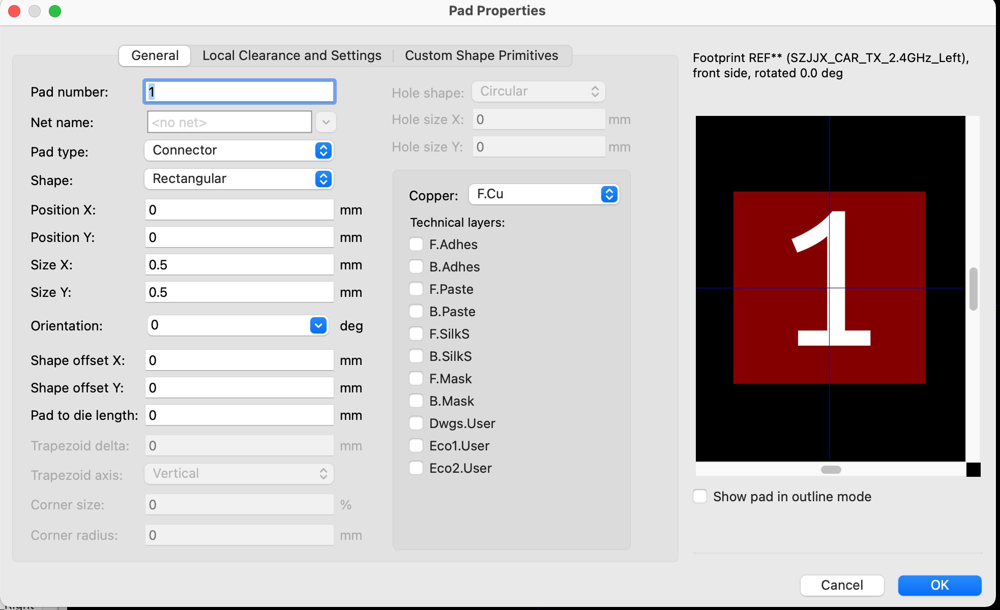 Pad Properties
General
Local Clearance and Settings
Custom Shape Primitives
Pad number:
1
Net name:
<no net>
Pad type:
Connector
Shape:
Rectangular
Position X:
0
mm
Position Y:
0
mm
Size X:
0.5
mm
Size Y:
0.5
mm
Orientation:
0
deg
Shape offset X:
0
mm
Shape offset Y:
0
mm
Pad to die length:
0
mm
Trapezoid delta:
0
mm
Trapezoid axis:
Vertical
Corner size:
0
%
Corner radius:
0
mm
Hole shape:
Circular
Hole size X:
0
mm
Hole size Y:
0
mm
Copper:
F.Cu
Technical layers:
F.Adhes
B.Adhes
F.Paste
B.Paste
F.SilkS
B.SilkS
F.Mask
B.Mask
Dwgs.User
Eco1.User
Eco2.User
Footprint REF** (SZJJX_CAR_TX_2.4GHz_Left),
front side, rotated 0.0 deg
1
Show pad in outline mode
Cancel
OK
_Right